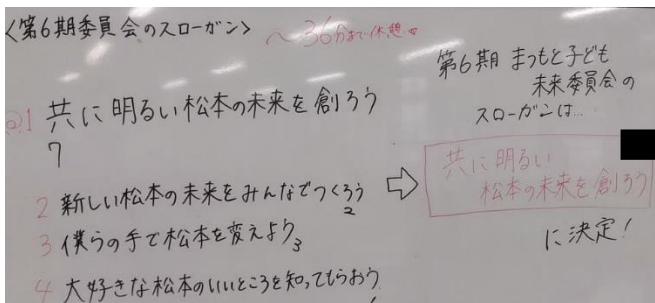 〈第6期委員会のスローガン〉
～36分まで休憩
1 共に明るい松本の未来を創ろう
7
2 新しい松本の未来をみんなでつくろう
2
3 僕らの手で松本を変えよう
3
4 大好きな松本のいいところを知ってもらおう
第6期 まつもと子ども
未来委員会の
スローガンは…
共に明るい
松本の未来を創ろう
に決定！